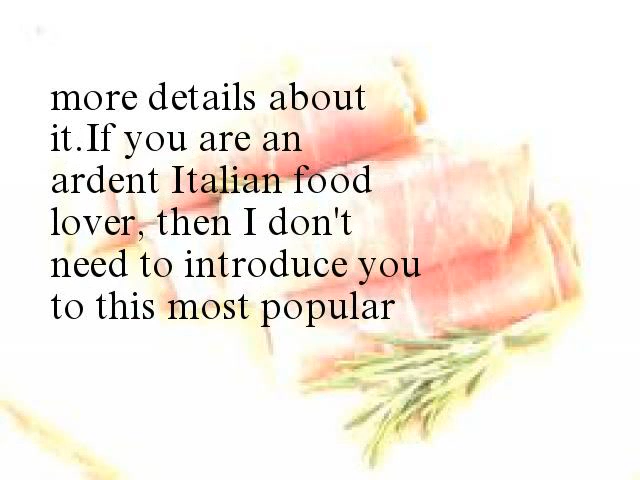 more details about
it.If you are an
ardent Italian food
lover, then I don't
need to introduce you
to this most popular